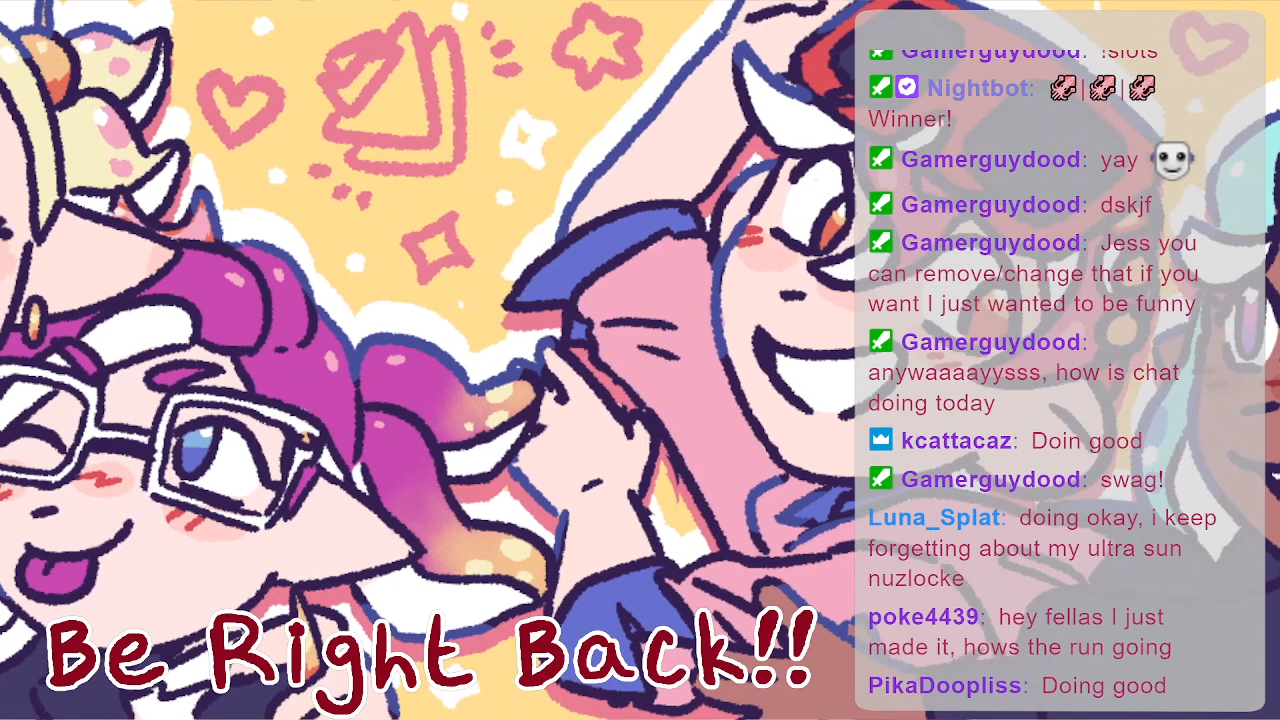 Gamerguydood: !slots
Nightbot: | |
Winner!
Gamerguydood: yay
Gamerguydood: dskjf
Gamerguydood: Jess you
can remove/change that if you
want I just wanted to be funny
Gamerguydood:
anywaaaayysss, how is chat
doing today
kcattacaz: Doin good
Gamerguydood: swag!
Luna_Splat: doing okay, i keep
forgetting about my ultra sun
nuzlocke
poke4439: hey fellas I just
made it, hows the run going
PikaDoopliss: Doing good
Be Right Back!!